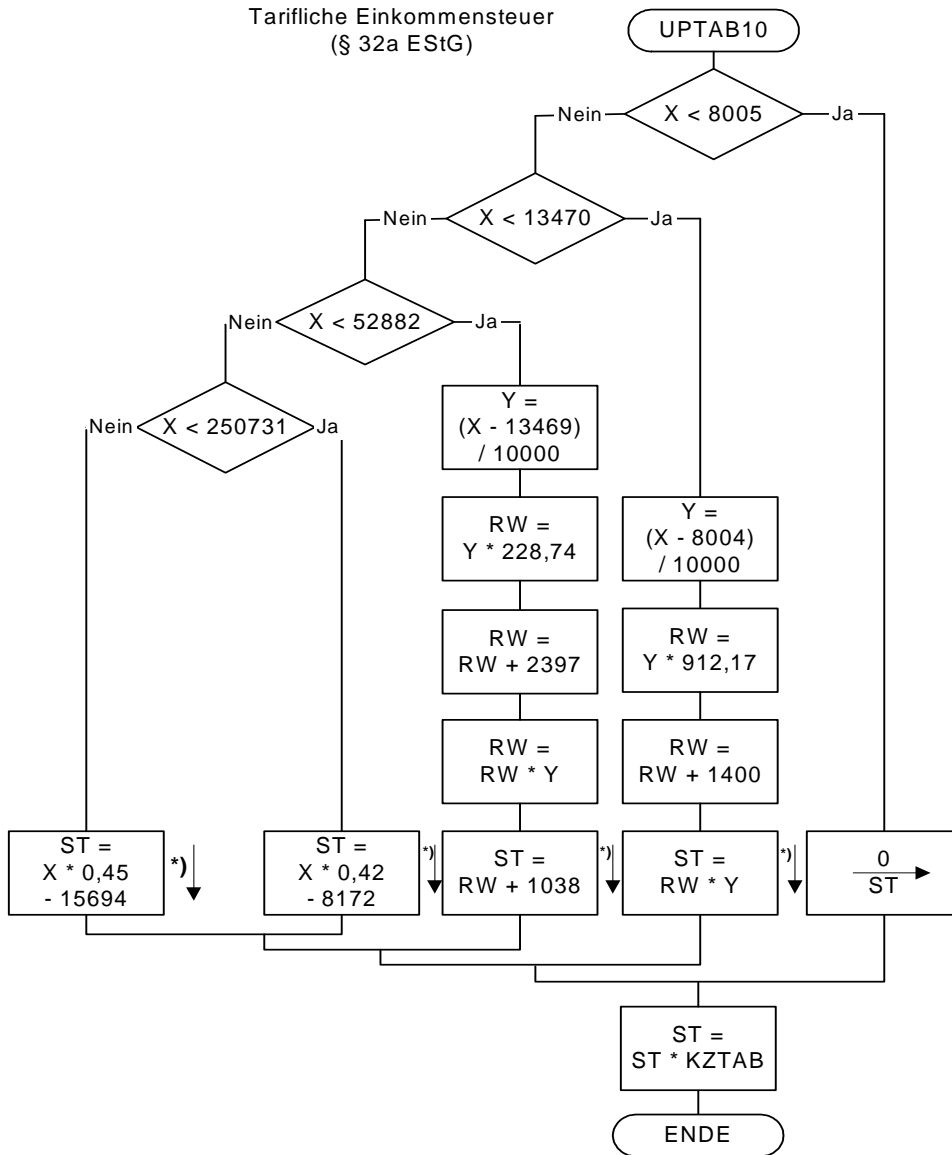 Tarifliche Einkommensteuer
(§ 32a EStG)
UPTAB10
X < 8005
Nein
Ja
X < 13470
Nein
Ja
X < 52882
Nein
Ja
X < 250731
Nein
Ja
Y =
(X - 13469)
/ 10000
RW =
Y * 228,74
RW =
RW + 2397
RW =
RW * Y
Y =
(X - 8004)
/ 10000
RW =
Y * 912,17
RW =
RW + 1400
ST =
X * 0,45
- 15694
*)
ST =
X * 0,42
- 8172
*)
ST =
RW + 1038
*)
ST =
RW * Y
*)
0
ST
ST =
ST * KZTAB
ENDE